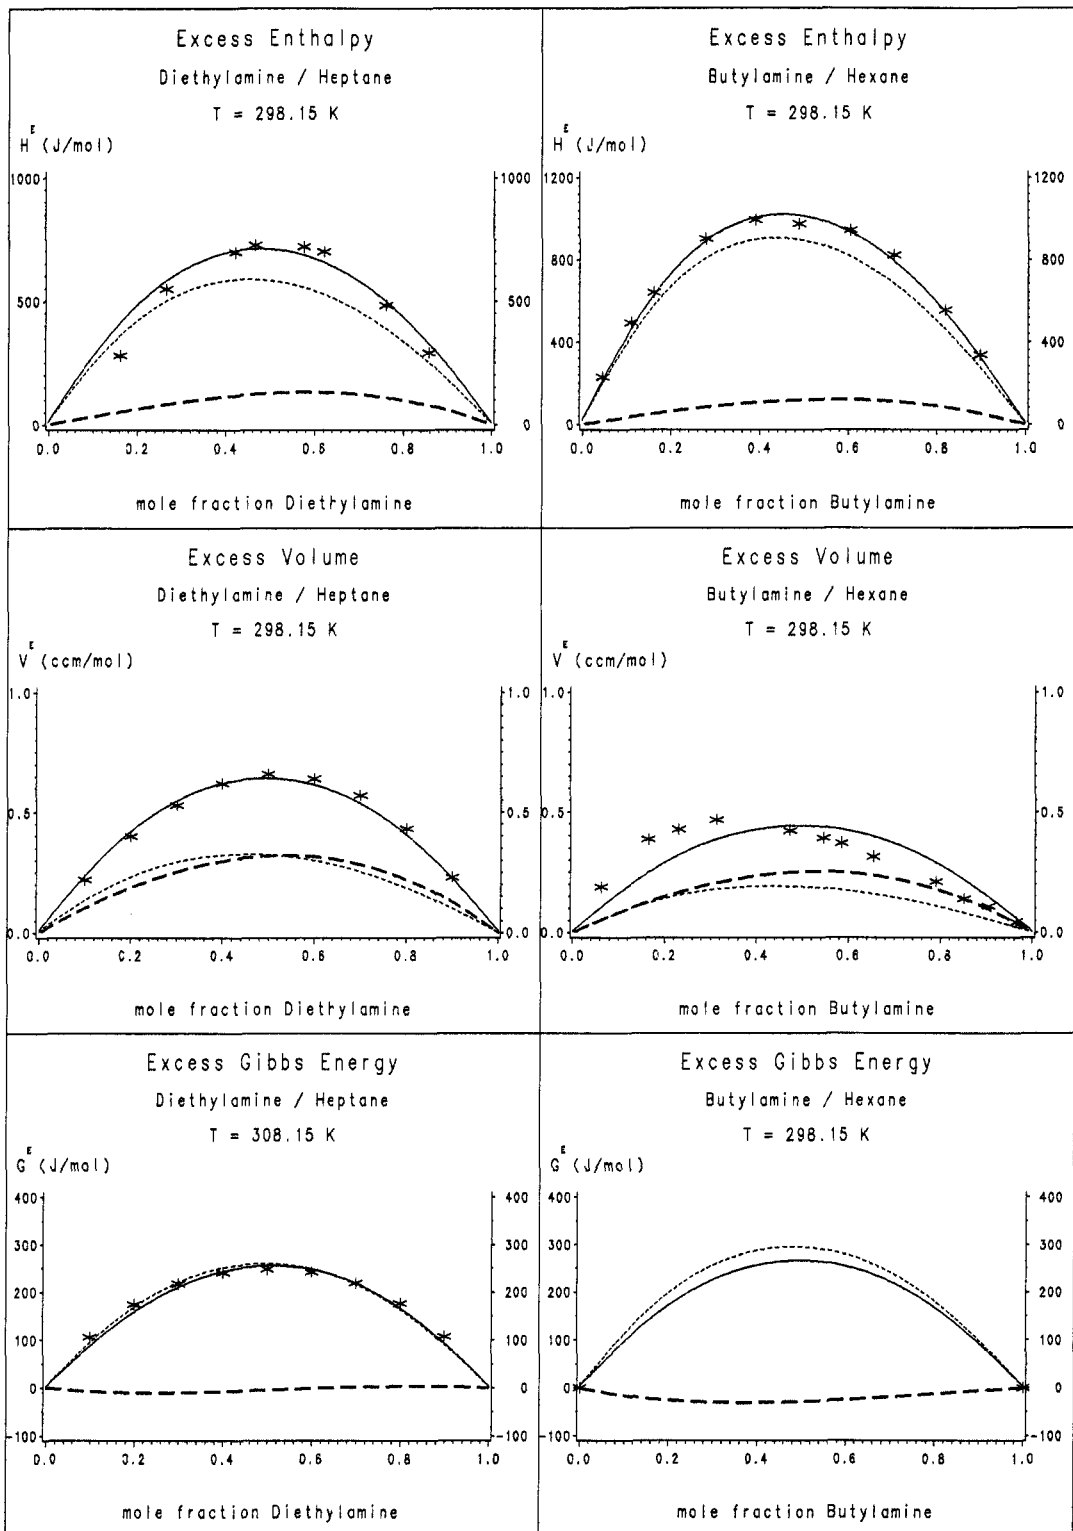 Excess Enthalpy
Diethylamine / Heptane
T = 298.15 K
H^E (J/mol)
1000 1000
500 500
0 0
0.0 0.2 0.4 0.6 0.8 1.0
mole fraction Diethylamine
Excess Enthalpy
Butylamine / Hexane
T = 298.15 K
H^E (J/mol)
1200 1200
800 800
400 400
0 0
0.0 0.2 0.4 0.6 0.8 1.0
mole fraction Butylamine
Excess Volume
Diethylamine / Heptane
T = 298.15 K
V^E (ccm/mol)
1.0 1.0
0.5 0.5
0.0 0.0
0.0 0.2 0.4 0.6 0.8 1.0
mole fraction Diethylamine
Excess Volume
Butylamine / Hexane
T = 298.15 K
V^E (ccm/mol)
1.0 1.0
0.5 0.5
0.0 0.0
0.0 0.2 0.4 0.6 0.8 1.0
mole fraction Butylamine
Excess Gibbs Energy
Diethylamine / Heptane
T = 308.15 K
G^E (J/mol)
400 400
300 300
200 200
100 100
0 0
-100 -100
0.0 0.2 0.4 0.6 0.8 1.0
mole fraction Diethylamine
Excess Gibbs Energy
Butylamine / Hexane
T = 298.15 K
G^E (J/mol)
400 400
300 300
200 200
100 100
0 0
-100 -100
0.0 0.2 0.4 0.6 0.8 1.0
mole fraction Butylamine